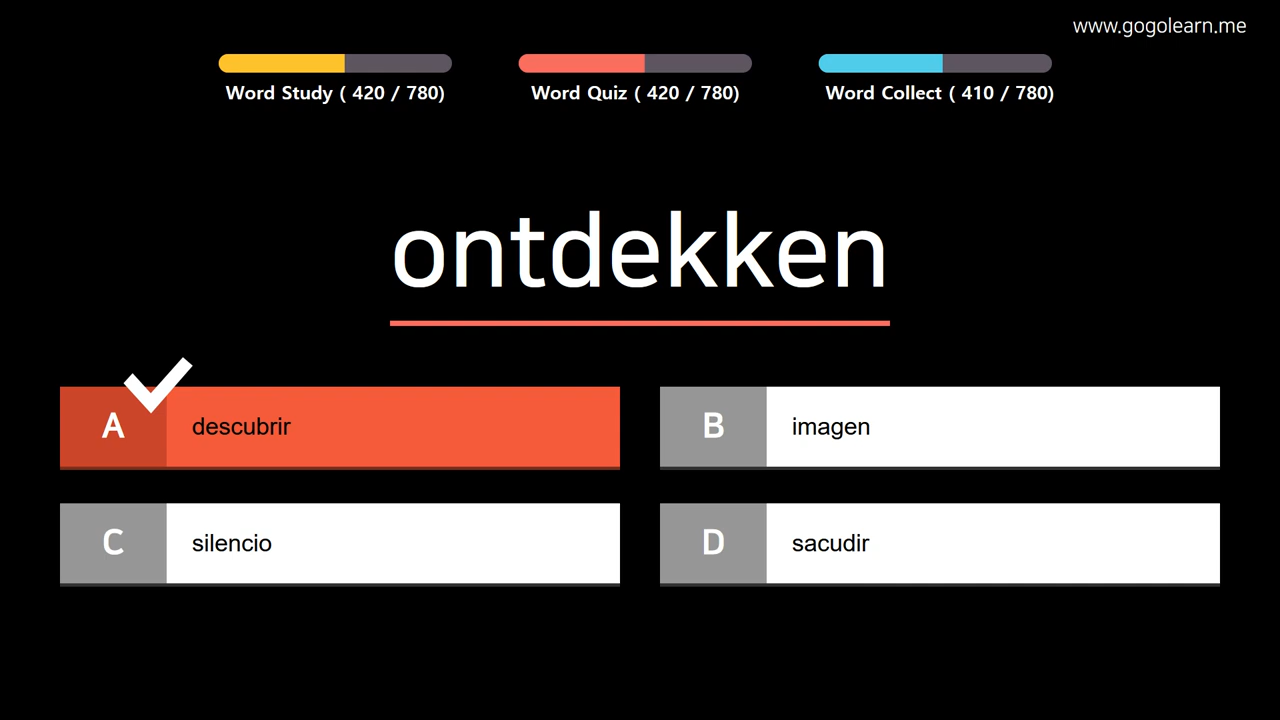 www.gogolearn.me
Word Study ( 420 / 780)
Word Quiz ( 420 / 780)
Word Collect ( 410 / 780)
ontdekken
A
descubrir
B
imagen
C
silencio
D
sacudir